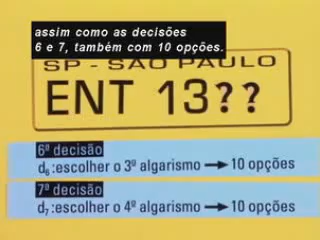 assim como as decisões
6 e 7, também com 10 opções.
SP - SÃO PAULO
ENT 13??
6ª decisão
d₆:escolher o 3º algarismo → 10 opções
7ª decisão
d₇:escolher o 4º algarismo → 10 opções